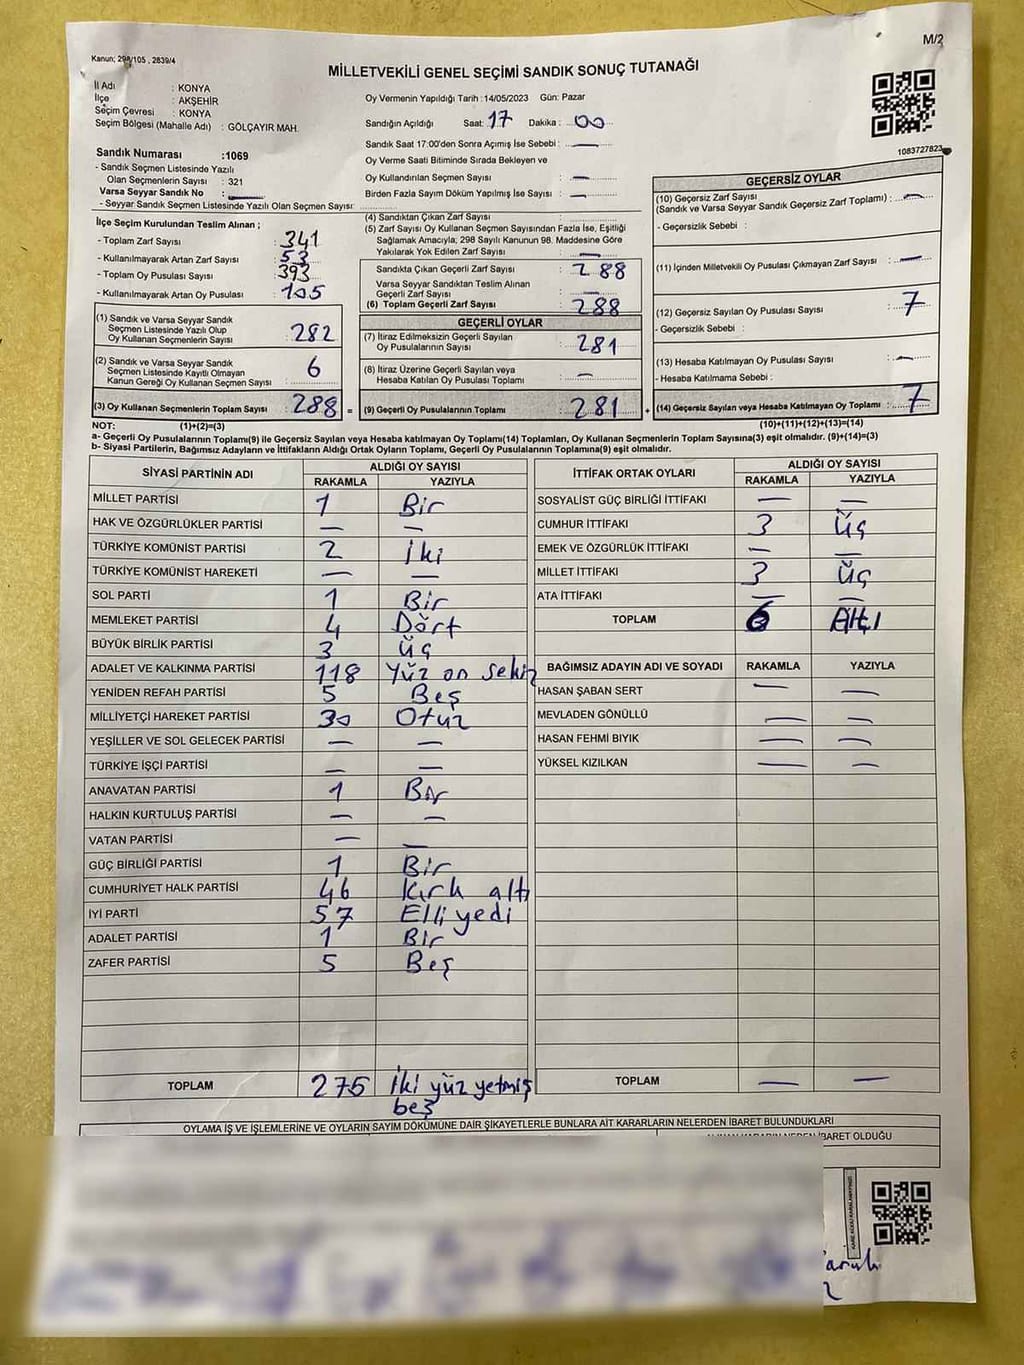 Kanun; 298/105 , 2839/4
M/2
MİLLETVEKİLİ GENEL SEÇİMİ SANDIK SONUÇ TUTANAĞI
İl Adı : KONYA
İlçe : AKŞEHİR
Seçim Çevresi : KONYA
Seçim Bölgesi (Mahalle Adı) : GÖLÇAYIR MAH.
Oy Vermenin Yapıldığı Tarih :14/05/2023 Gün: Pazar
Sandığın Açıldığı Saat: 17 Dakika : 00
Sandık Saat 17:00'den Sonra Açımış İse Sebebi : —
Oy Verme Saati Bitiminde Sırada Bekleyen ve
Oy Kullandırılan Seçmen Sayısı : —
Birden Fazla Sayım Döküm Yapılmış İse Sayısı : —
1083727823
Sandık Numarası :1069
- Sandık Seçmen Listesinde Yazılı
Olan Seçmenlerin Sayısı : 321
Varsa Seyyar Sandık No : —
- Seyyar Sandık Seçmen Listesinde Yazılı Olan Seçmen Sayısı:
İlçe Seçim Kurulundan Teslim Alınan ;
- Toplam Zarf Sayısı : 341
- Kullanılmayarak Artan Zarf Sayısı : 53
- Toplam Oy Pusulası Sayısı : 393
- Kullanılmayarak Artan Oy Pusulası : 105
(1) Sandık ve Varsa Seyyar Sandık
Seçmen Listesinde Yazılı Olup
Oy Kullanan Seçmenlerin Sayısı : 282
(2) Sandık ve Varsa Seyyar Sandık
Seçmen Listesinde Kayıtlı Olmayan
Kanun Gereği Oy Kullanan Seçmen Sayısı : 6
(3) Oy Kullanan Seçmenlerin Toplam Sayısı : 288 =
(4) Sandıktan Çıkan Zarf Sayısı :
(5) Zarf Sayısı Oy Kullanan Seçmen Sayısından Fazla İse, Eşitliği
Sağlamak Amacıyla; 298 Sayılı Kanunun 98. Maddesine Göre
Yakılarak Yok Edilen Zarf Sayısı : —
Sandıkta Çıkan Geçerli Zarf Sayısı : 288
Varsa Seyyar Sandıktan Teslim Alınan
Geçerli Zarf Sayısı : —
(6) Toplam Geçerli Zarf Sayısı : 288
GEÇERLİ OYLAR
(7) İtiraz Edilmeksizin Geçerli Sayılan
Oy Pusulalarının Sayısı : 281
(8) İtiraz Üzerine Geçerli Sayılan veya
Hesaba Katılan Oy Pusulası Toplamı : —
(9) Geçerli Oy Pusulalarının Toplamı : 281 +
GEÇERSİZ OYLAR
(10) Geçersiz Zarf Sayısı
(Sandık ve Varsa Seyyar Sandık Geçersiz Zarf Toplamı) : —
- Geçersizlik Sebebi :
(11) İçinden Milletvekili Oy Pusulası Çıkmayan Zarf Sayısı : —
(12) Geçersiz Sayılan Oy Pusulası Sayısı : 7
- Geçersizlik Sebebi :
(13) Hesaba Katılmayan Oy Pusulası Sayısı : —
- Hesaba Katılmama Sebebi :
(14) Geçersiz Sayılan veya Hesaba Katılmayan Oy Toplamı : 7
NOT: (1)+(2)=(3) (10)+(11)+(12)+(13)=(14)
a- Geçerli Oy Pusulalarının Toplamı(9) ile Geçersiz Sayılan veya Hesaba katılmayan Oy Toplamı(14) Toplamları, Oy Kullanan Seçmenlerin Toplam Sayısına(3) eşit olmalıdır. (9)+(14)=(3)
b- Siyasi Partilerin, Bağımsız Adayların ve İttifakların Aldığı Ortak Oyların Toplamı, Geçerli Oy Pusulalarının Toplamına(9) eşit olmalıdır.
SİYASİ PARTİNİN ADI ALDIĞI OY SAYISI
RAKAMLA YAZIYLA
MİLLET PARTİSİ 1 Bir
HAK VE ÖZGÜRLÜKLER PARTİSİ — —
TÜRKİYE KOMÜNİST PARTİSİ 2 İki
TÜRKİYE KOMÜNİST HAREKETİ — —
SOL PARTİ 1 Bir
MEMLEKET PARTİSİ 4 Dört
BÜYÜK BİRLİK PARTİSİ 3 Üç
ADALET VE KALKINMA PARTİSİ 118 Yüz on sekiz
YENİDEN REFAH PARTİSİ 5 Beş
MİLLİYETÇİ HAREKET PARTİSİ 30 Otuz
YEŞİLLER VE SOL GELECEK PARTİSİ — —
TÜRKİYE İŞÇİ PARTİSİ — —
ANAVATAN PARTİSİ 1 Bir
HALKIN KURTULUŞ PARTİSİ — —
VATAN PARTİSİ — —
GÜÇ BİRLİĞİ PARTİSİ 1 Bir
CUMHURİYET HALK PARTİSİ 46 Kırk altı
İYİ PARTİ 57 Elli yedi
ADALET PARTİSİ 1 Bir
ZAFER PARTİSİ 5 Beş
TOPLAM 275 İki yüz yetmiş
beş
İTTİFAK ORTAK OYLARI ALDIĞI OY SAYISI
RAKAMLA YAZIYLA
SOSYALİST GÜÇ BİRLİĞİ İTTİFAKI — —
CUMHUR İTTİFAKI 3 Üç
EMEK VE ÖZGÜRLÜK İTTİFAKI — —
MİLLET İTTİFAKI 3 Üç
ATA İTTİFAKI — —
TOPLAM 6 Altı
BAĞIMSIZ ADAYIN ADI VE SOYADI RAKAMLA YAZIYLA
HASAN ŞABAN SERT — —
MEVLADEN GÖNÜLLÜ — —
HASAN FEHMİ BIYIK — —
YÜKSEL KIZILKAN — —
TOPLAM — —
OYLAMA İŞ VE İŞLEMLERİNE VE OYLARIN SAYIM DÖKÜMÜNE DAİR ŞİKAYETLERLE BUNLARA AİT KARARLARIN NELERDEN İBARET BULUNDUKLARI
İBARET OLDUĞU